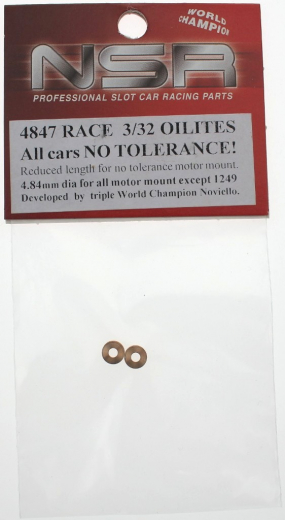 WORLD
CHAMPION
NSR
PROFESSIONAL SLOT CAR RACING PARTS
4847 RACE 3/32 OILITES
All cars NO TOLERANCE!
Reduced length for no tolerance motor mount.
4.84mm dia for all motor mount except 1249
Developed by triple World Champion Noviello.